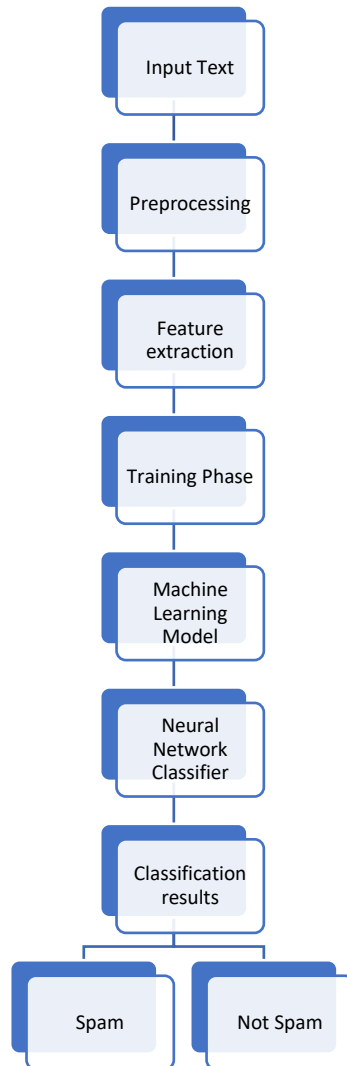 Input Text
Preprocessing
Feature
extraction
Training Phase
Machine
Learning
Model
Neural
Network
Classifier
Classification
results
Spam
Not Spam